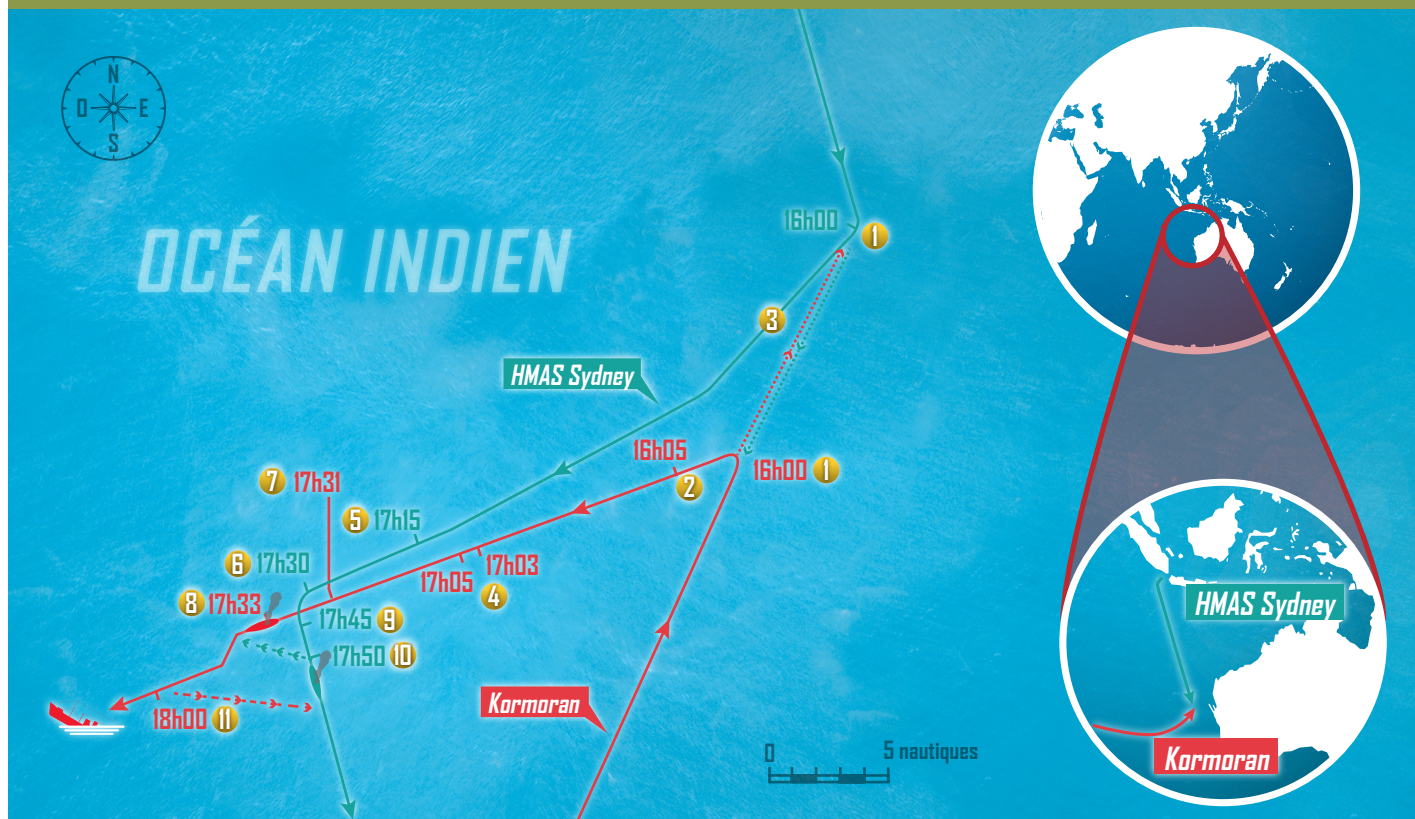 N
O E
S
OCÉAN INDIEN
16h00 1
3
HMAS Sydney
16h05
2
16h00 1
7 17h31
5 17h15
17h03
17h05
4
6 17h30
8 17h33
17h45 9
17h50 10
18h00 11
Kormoran
0 5 nautiques
HMAS Sydney
Kormoran